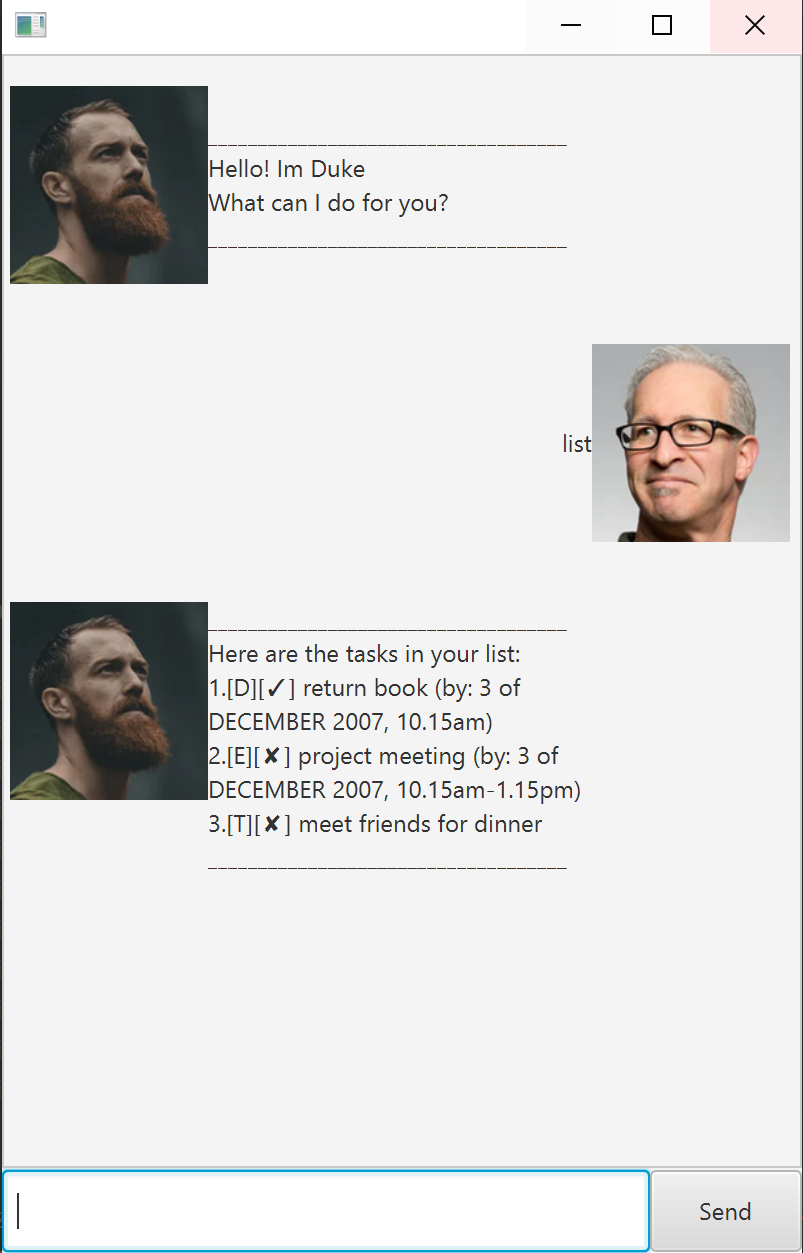 ____________________________________
Hello! Im Duke
What can I do for you?
____________________________________
list
____________________________________
Here are the tasks in your list:
1.[D][✓] return book (by: 3 of
DECEMBER 2007, 10.15am)
2.[E][✘] project meeting (by: 3 of
DECEMBER 2007, 10.15am-1.15pm)
3.[T][✘] meet friends for dinner
____________________________________
Send